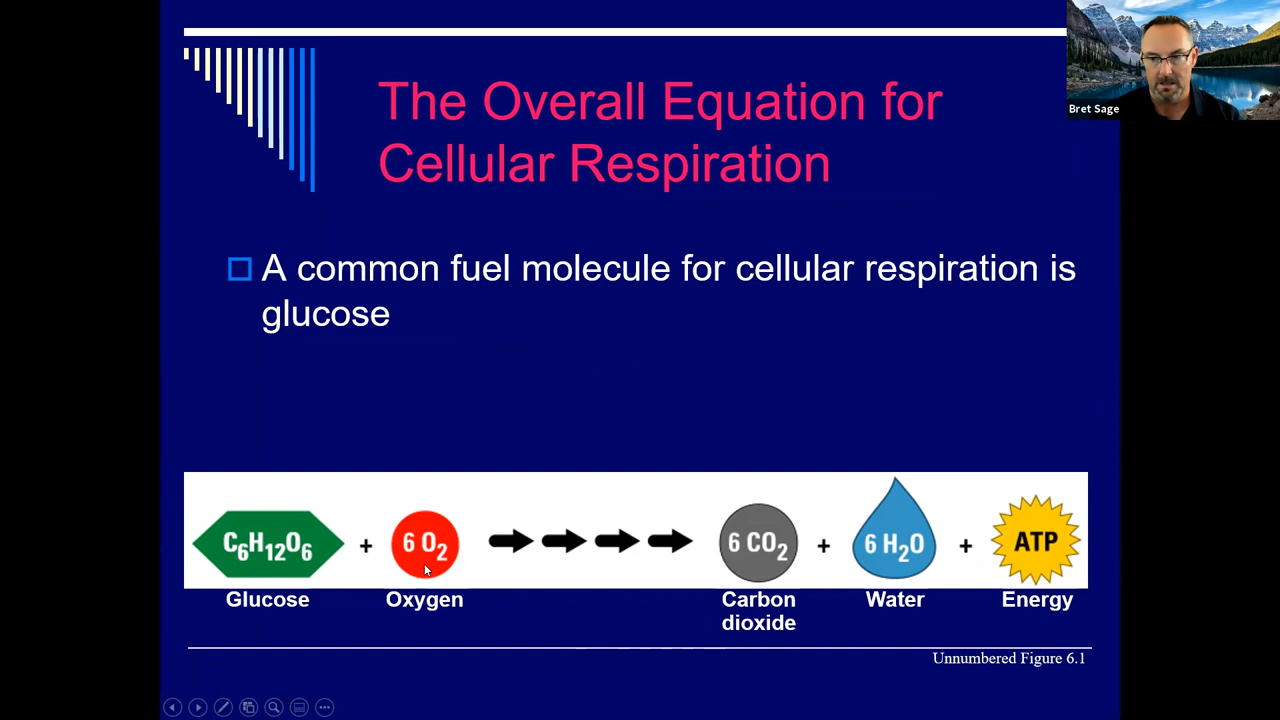 Bret Sage
The Overall Equation for
Cellular Respiration
A common fuel molecule for cellular respiration is
glucose
C6H12O6 + 6 O2 6 CO2 + 6 H2O + ATP
Glucose Oxygen Carbon dioxide Water Energy
Unnumbered Figure 6.1